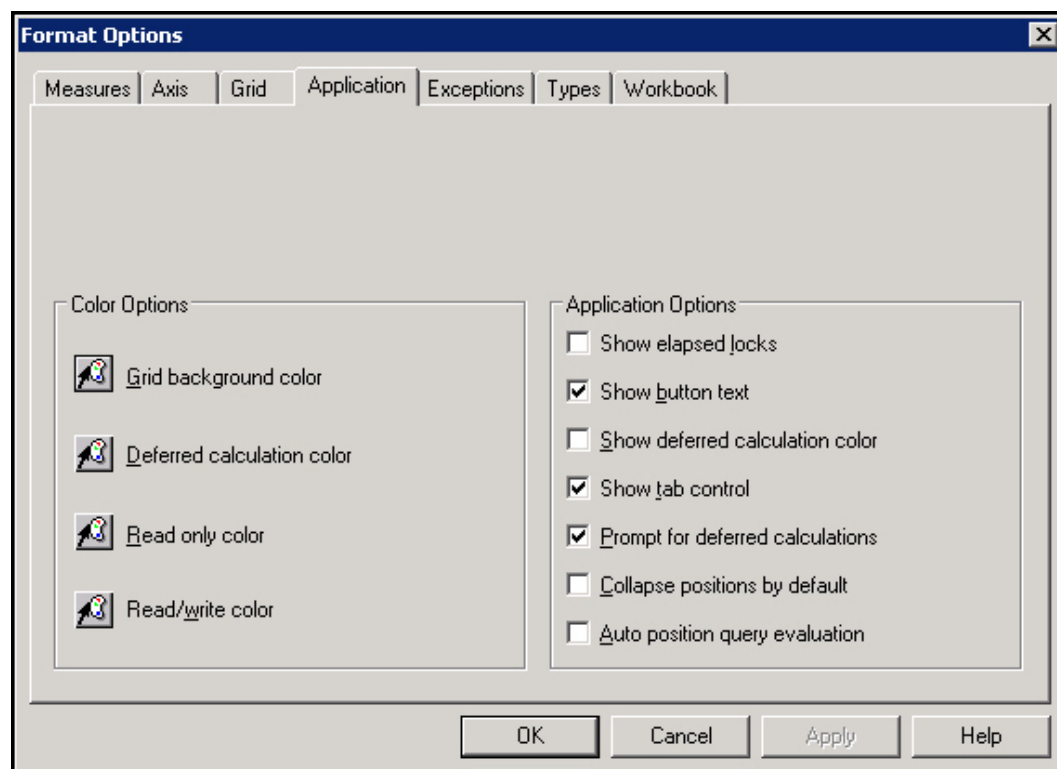 Format Options
Measures Axis Grid Application Exceptions Types Workbook
Color Options
Grid background color
Deferred calculation color
Read only color
Read/write color
Application Options
Show elapsed locks
Show button text
Show deferred calculation color
Show tab control
Prompt for deferred calculations
Collapse positions by default
Auto position query evaluation
OK Cancel Apply Help